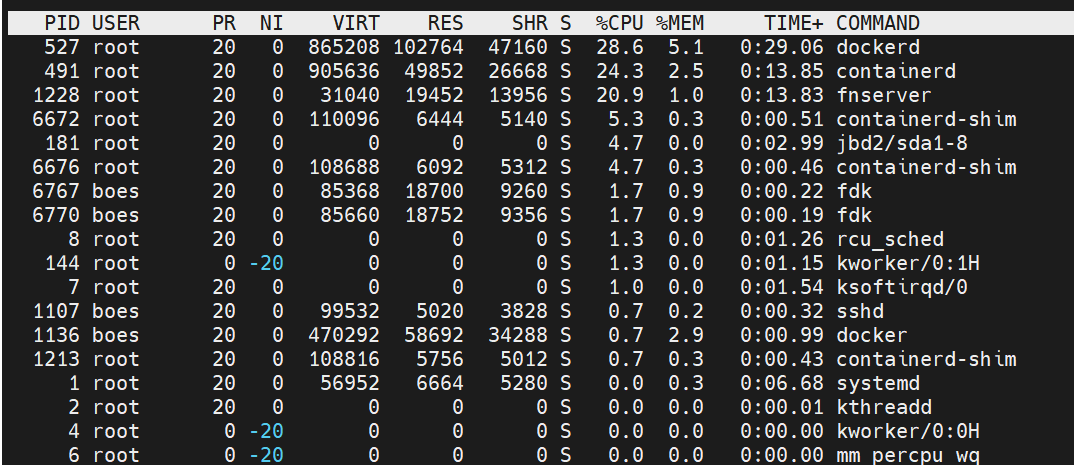 PID USER PR NI VIRT RES SHR S %CPU %MEM TIME+ COMMAND
527 root 20 0 865208 102764 47160 S 28.6 5.1 0:29.06 dockerd
491 root 20 0 905636 49852 26668 S 24.3 2.5 0:13.85 containerd
1228 root 20 0 31040 19452 13956 S 20.9 1.0 0:13.83 fnserver
6672 root 20 0 110096 6444 5140 S 5.3 0.3 0:00.51 containerd-shim
181 root 20 0 0 0 0 S 4.7 0.0 0:02.99 jbd2/sda1-8
6676 root 20 0 108688 6092 5312 S 4.7 0.3 0:00.46 containerd-shim
6767 boes 20 0 85368 18700 9260 S 1.7 0.9 0:00.22 fdk
6770 boes 20 0 85660 18752 9356 S 1.7 0.9 0:00.19 fdk
8 root 20 0 0 0 0 S 1.3 0.0 0:01.26 rcu_sched
144 root 0 -20 0 0 0 S 1.3 0.0 0:01.15 kworker/0:1H
7 root 20 0 0 0 0 S 1.0 0.0 0:01.54 ksoftirqd/0
1107 boes 20 0 99532 5020 3828 S 0.7 0.2 0:00.32 sshd
1136 boes 20 0 470292 58692 34288 S 0.7 2.9 0:00.99 docker
1213 root 20 0 108816 5756 5012 S 0.7 0.3 0:00.43 containerd-shim
1 root 20 0 56952 6664 5280 S 0.0 0.3 0:06.68 systemd
2 root 20 0 0 0 0 S 0.0 0.0 0:00.01 kthreadd
4 root 0 -20 0 0 0 S 0.0 0.0 0:00.00 kworker/0:0H
6 root 0 -20 0 0 0 S 0.0 0.0 0:00.00 mm_percpu_wq